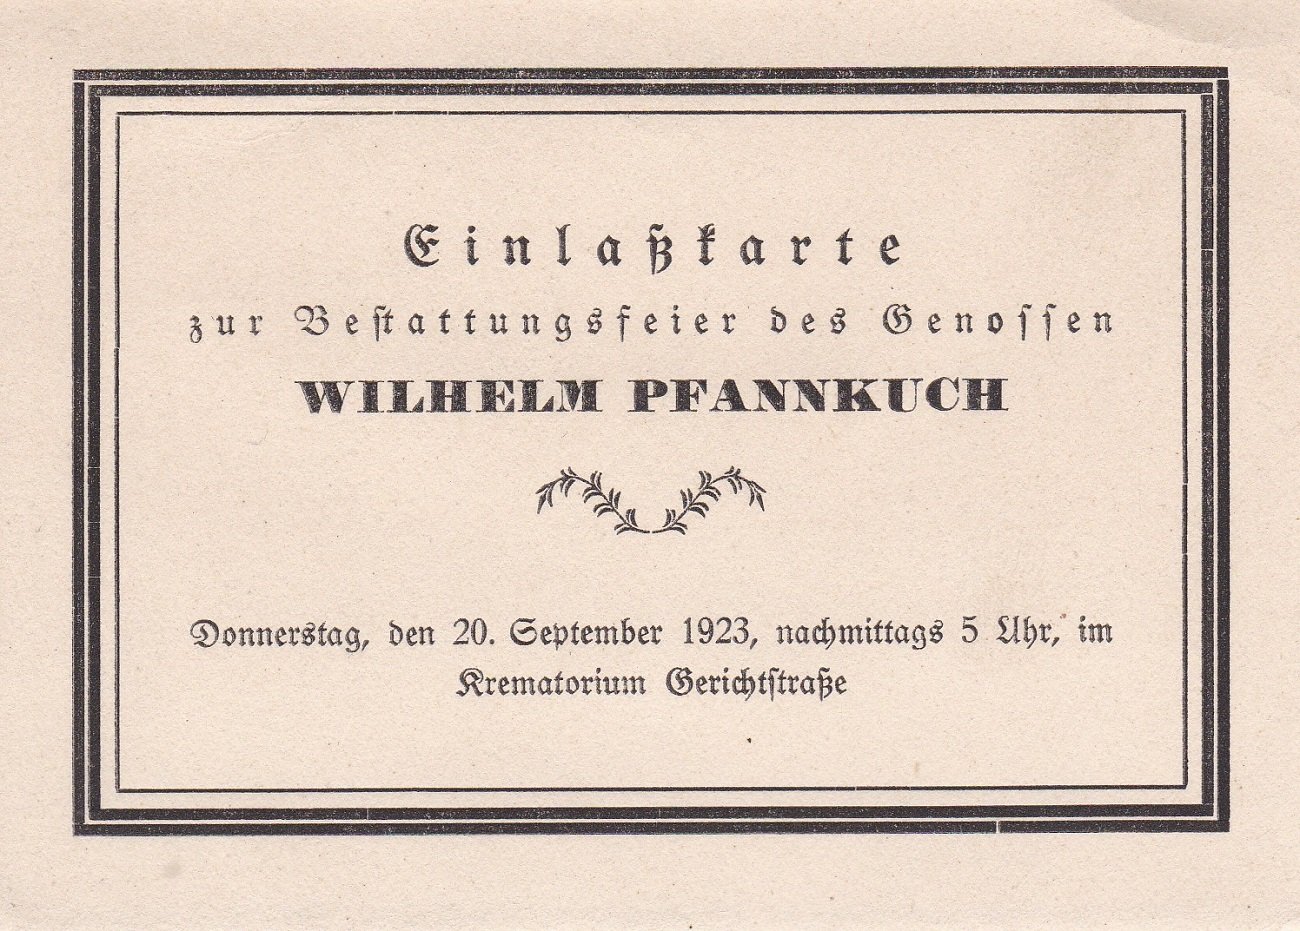 Einlaßkarte
zur Bestattungsfeier des Genossen
WILHELM PFANNKUCH
Donnerstag, den 20. September 1923, nachmittags 5 Uhr, im
Krematorium Gerichtstraße